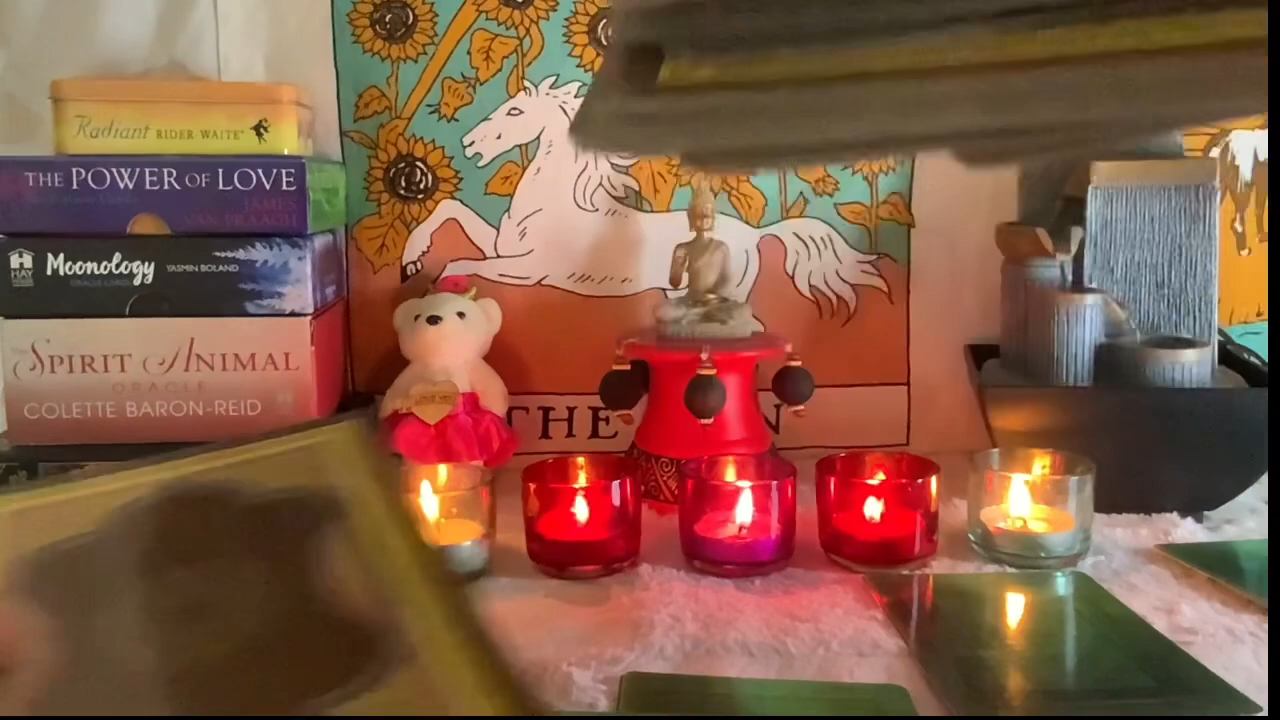 Radiant RIDER-WAITE
THE POWER OF LOVE
JAMES
VAN PRAAGH
HAY
HOUSE
Moonology YASMIN BOLAND
ORACLE CARDS
SPIRIT ANIMAL
ORACLE
COLETTE BARON-REID
THE
N